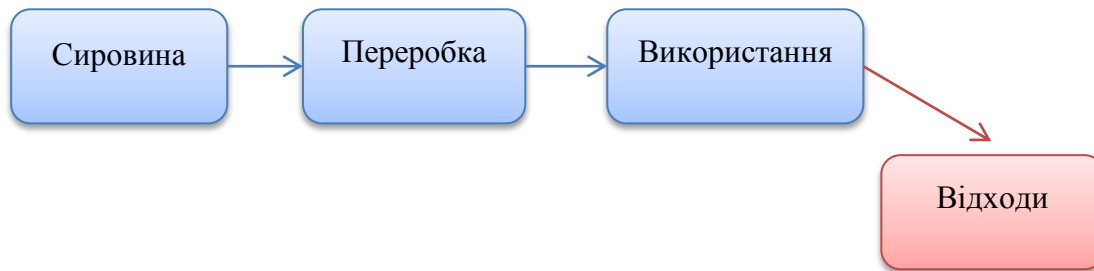 Сировина
Переробка
Використання
Відходи